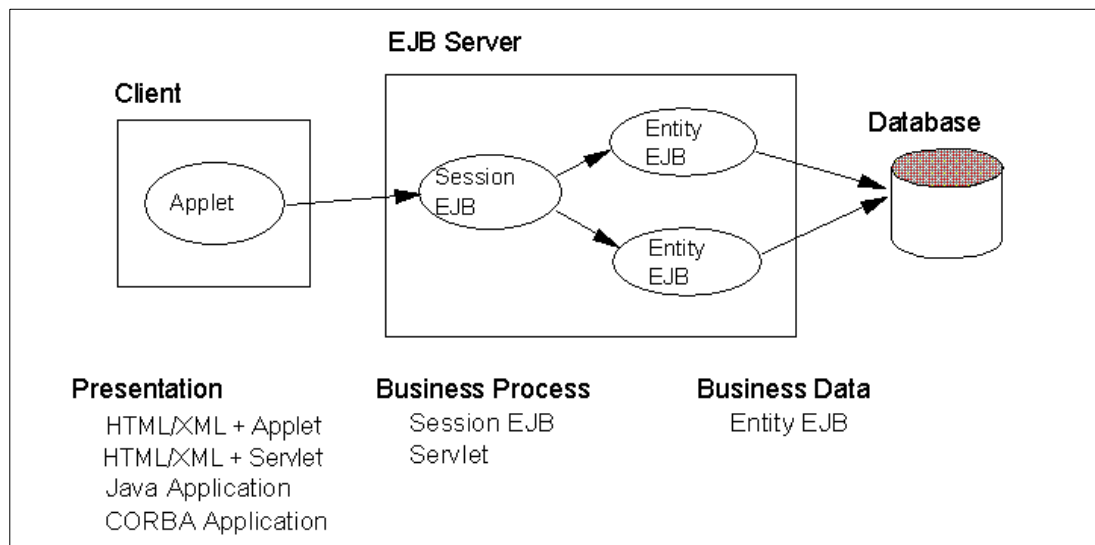 EJB Server
Client
Database
Applet
Session
EJB
Entity
EJB
Entity
EJB
Presentation
HTML/XML + Applet
HTML/XML + Servlet
Java Application
CORBA Application
Business Process
Session EJB
Servlet
Business Data
Entity EJB